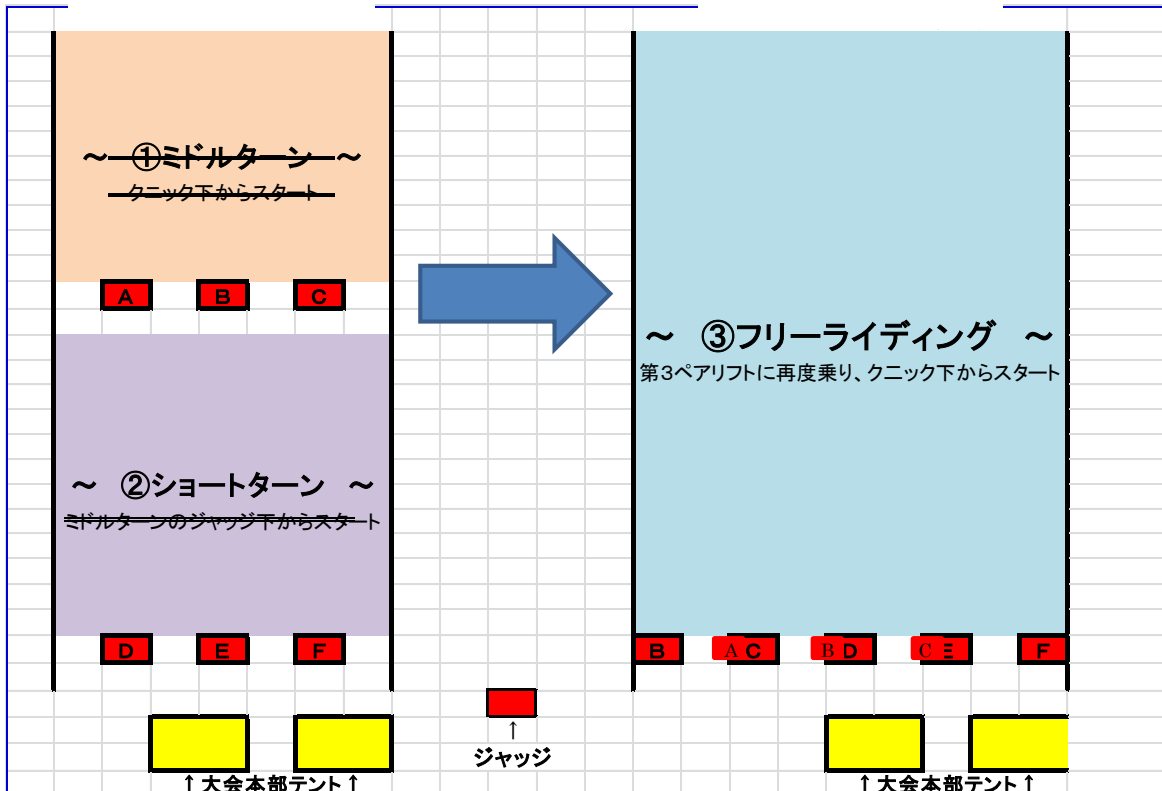 ～ ①ミドルターン ～
クニック下からスタート
A B C
～ ②ショートターン ～
ミドルターンのジャッジ下からスタート
D E F
↑ 大会本部テント ↑
↑
ジャッジ
～ ③フリーライディング ～
第3ペアリフトに再度乗り、クニック下からスタート
B A C B D C E F
↑ 大会本部テント ↑